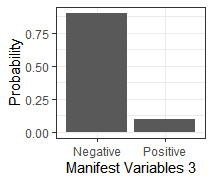 Probability
0.75
0.50
0.25
0.00
Negative Positive
Manifest Variables 3